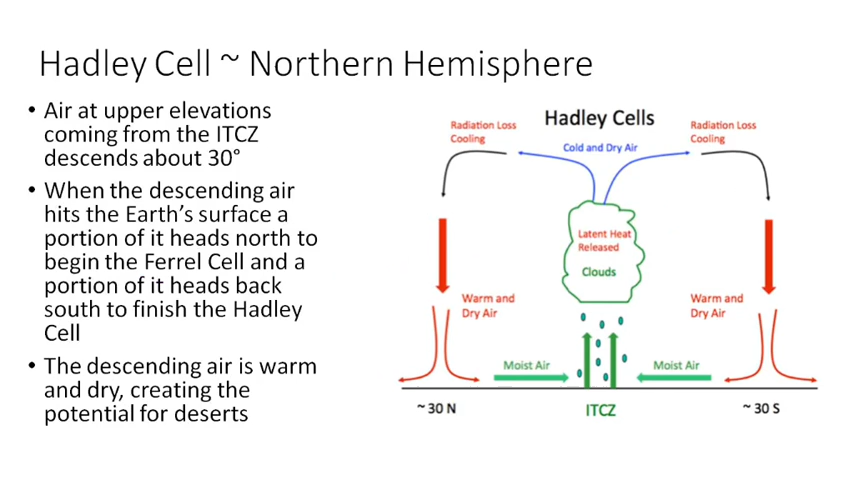 Hadley Cell ~ Northern Hemisphere
• Air at upper elevations
coming from the ITCZ
descends about 30°
• When the descending air
hits the Earth's surface a
portion of it heads north to
begin the Ferrel Cell and a
portion of it heads back
south to finish the Hadley
Cell
• The descending air is warm
and dry, creating the
potential for deserts
Hadley Cells
Radiation Loss
Cooling
Cold and Dry Air
Radiation Loss
Cooling
Latent Heat
Released
Clouds
Warm and
Dry Air
Warm and
Dry Air
Moist Air
Moist Air
~ 30 N
ITCZ
~ 30 S